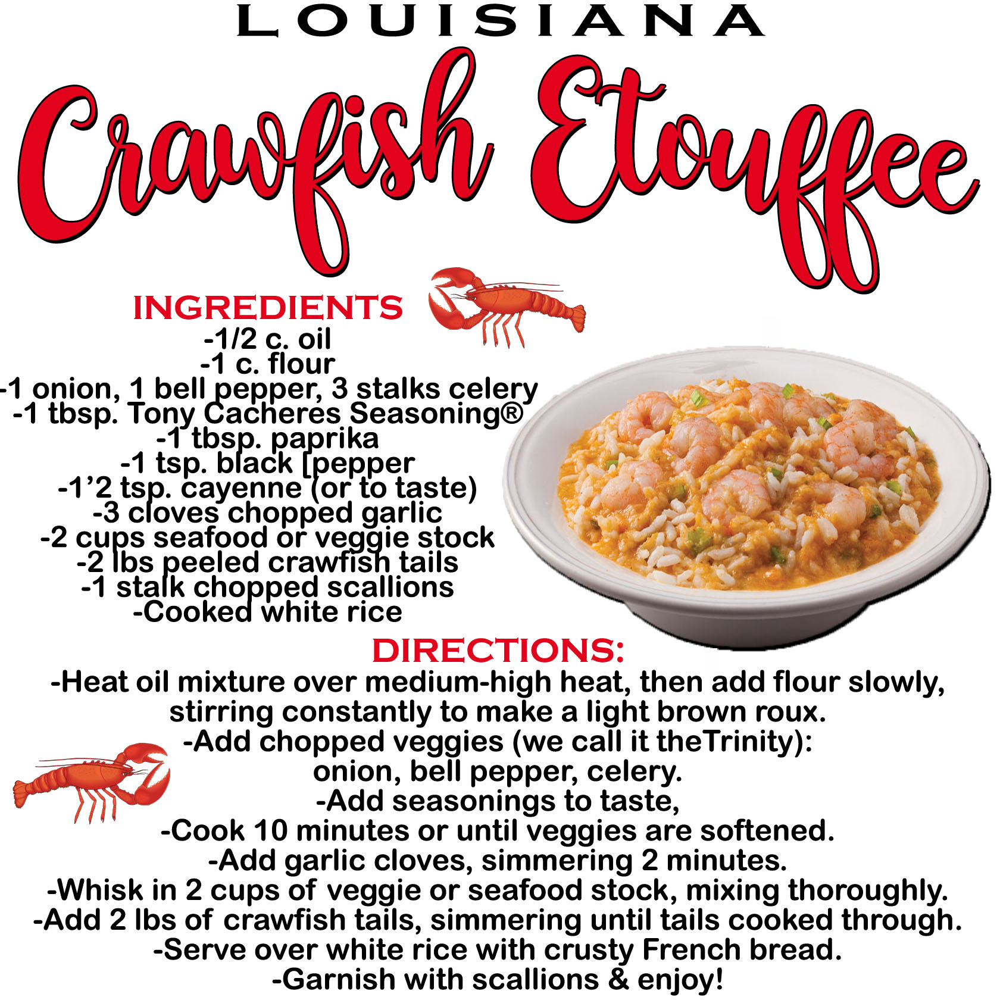 LOUISIANA
Crawfish Etouffee
INGREDIENTS
-1/2 c. oil
-1 c. flour
-1 onion, 1 bell pepper, 3 stalks celery
-1 tbsp. Tony Cacheres Seasoning®
-1 tbsp. paprika
-1 tsp. black [pepper
-1’2 tsp. cayenne (or to taste)
-3 cloves chopped garlic
-2 cups seafood or veggie stock
-2 lbs peeled crawfish tails
-1 stalk chopped scallions
-Cooked white rice
DIRECTIONS:
-Heat oil mixture over medium-high heat, then add flour slowly,
stirring constantly to make a light brown roux.
-Add chopped veggies (we call it theTrinity):
onion, bell pepper, celery.
-Add seasonings to taste,
-Cook 10 minutes or until veggies are softened.
-Add garlic cloves, simmering 2 minutes.
-Whisk in 2 cups of veggie or seafood stock, mixing thoroughly.
-Add 2 lbs of crawfish tails, simmering until tails cooked through.
-Serve over white rice with crusty French bread.
-Garnish with scallions & enjoy!